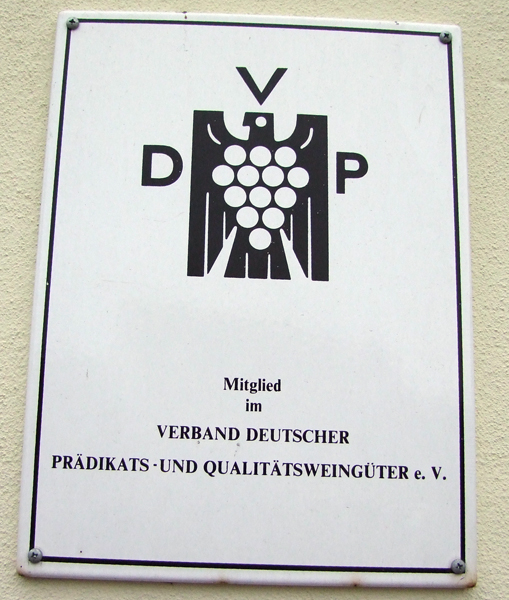 V
D P
Mitglied
im
VERBAND DEUTSCHER
PRÄDIKATS-UND QUALITÄTSWEINGÜTER e. V.